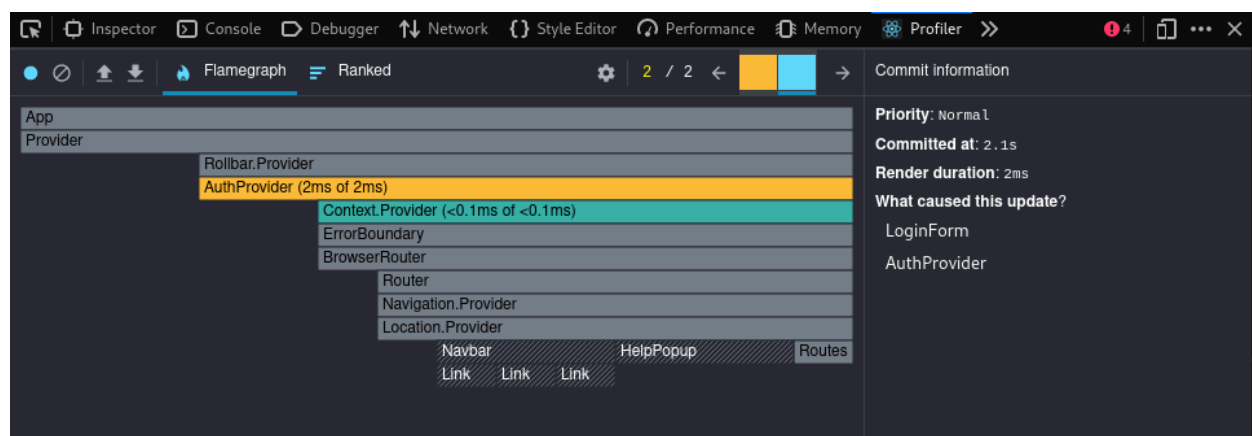 Inspector Console Debugger Network {} Style Editor Performance Memory Profiler 4
Flamegraph Ranked 2 / 2 Commit information
App
Provider
Rollbar.Provider
AuthProvider (2ms of 2ms)
Context.Provider (<0.1ms of <0.1ms)
ErrorBoundary
BrowserRouter
Router
Navigation.Provider
Location.Provider
Navbar HelpPopup Routes
Link Link Link
Priority: Normal
Committed at: 2.1s
Render duration: 2ms
What caused this update?
LoginForm
AuthProvider